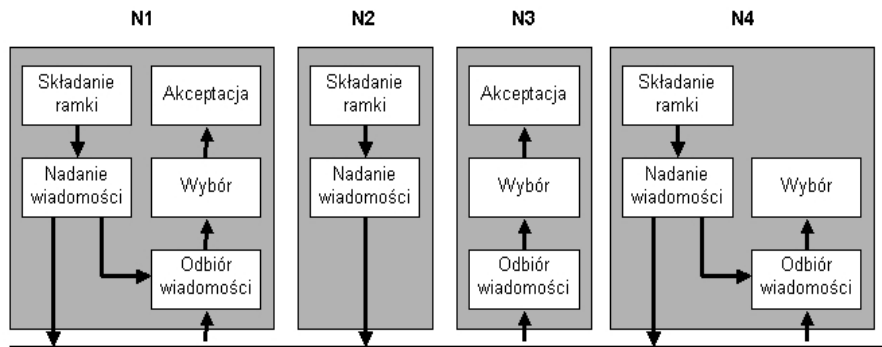 N1
N2
N3
N4
Składanie
ramki
Akceptacja
Nadanie
wiadomości
Wybór
Odbiór
wiadomości
Składanie
ramki
Nadanie
wiadomości
Akceptacja
Wybór
Odbiór
wiadomości
Składanie
ramki
Nadanie
wiadomości
Wybór
Odbiór
wiadomości